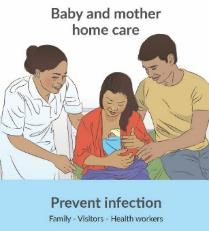 Baby and mother
home care
Prevent infection
Family - Visitors - Health workers